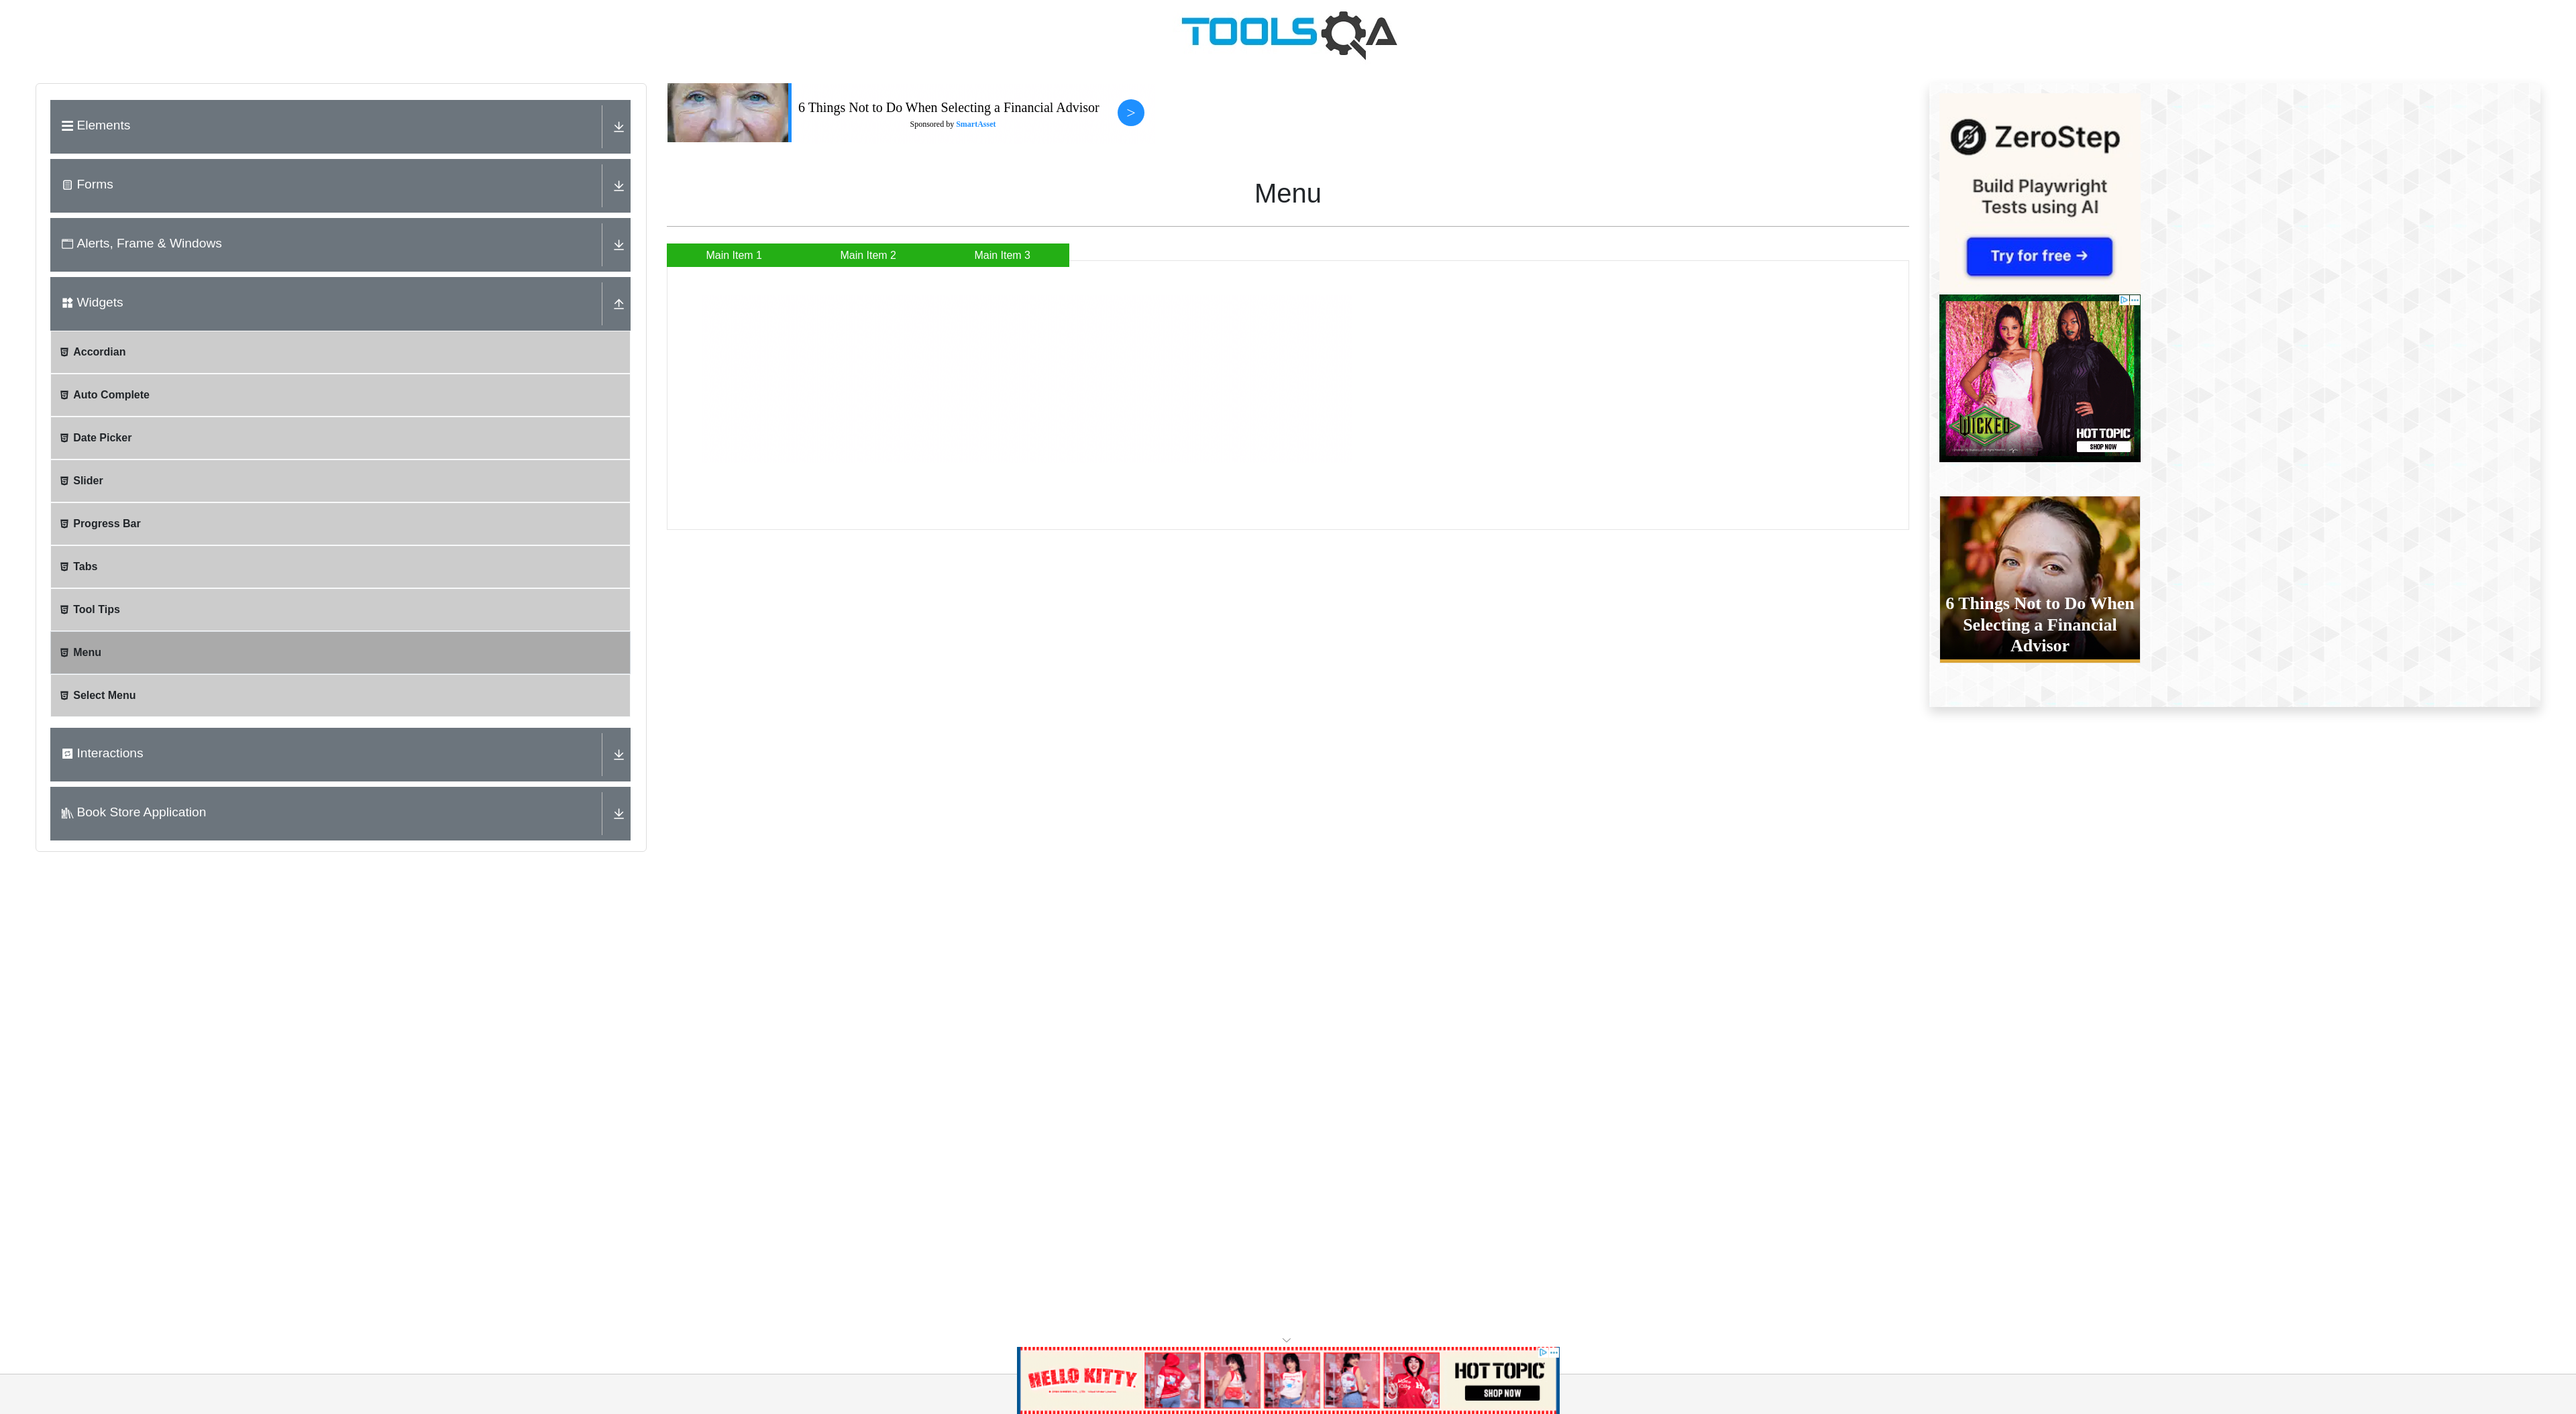 TOOLSQA
Elements
Forms
Alerts, Frame & Windows
Widgets
Accordian
Auto Complete
Date Picker
Slider
Progress Bar
Tabs
Tool Tips
Menu
Select Menu
Interactions
Book Store Application
6 Things Not to Do When Selecting a Financial Advisor
Sponsored by SmartAsset
>
Menu
Main Item 1
Main Item 2
Main Item 3
ZeroStep
Build Playwright
Tests using AI
Try for free →
WICKED
HOT TOPIC
SHOP NOW
6 Things Not to Do When
Selecting a Financial
Advisor
HELLO KITTY
HOT TOPIC
SHOP NOW